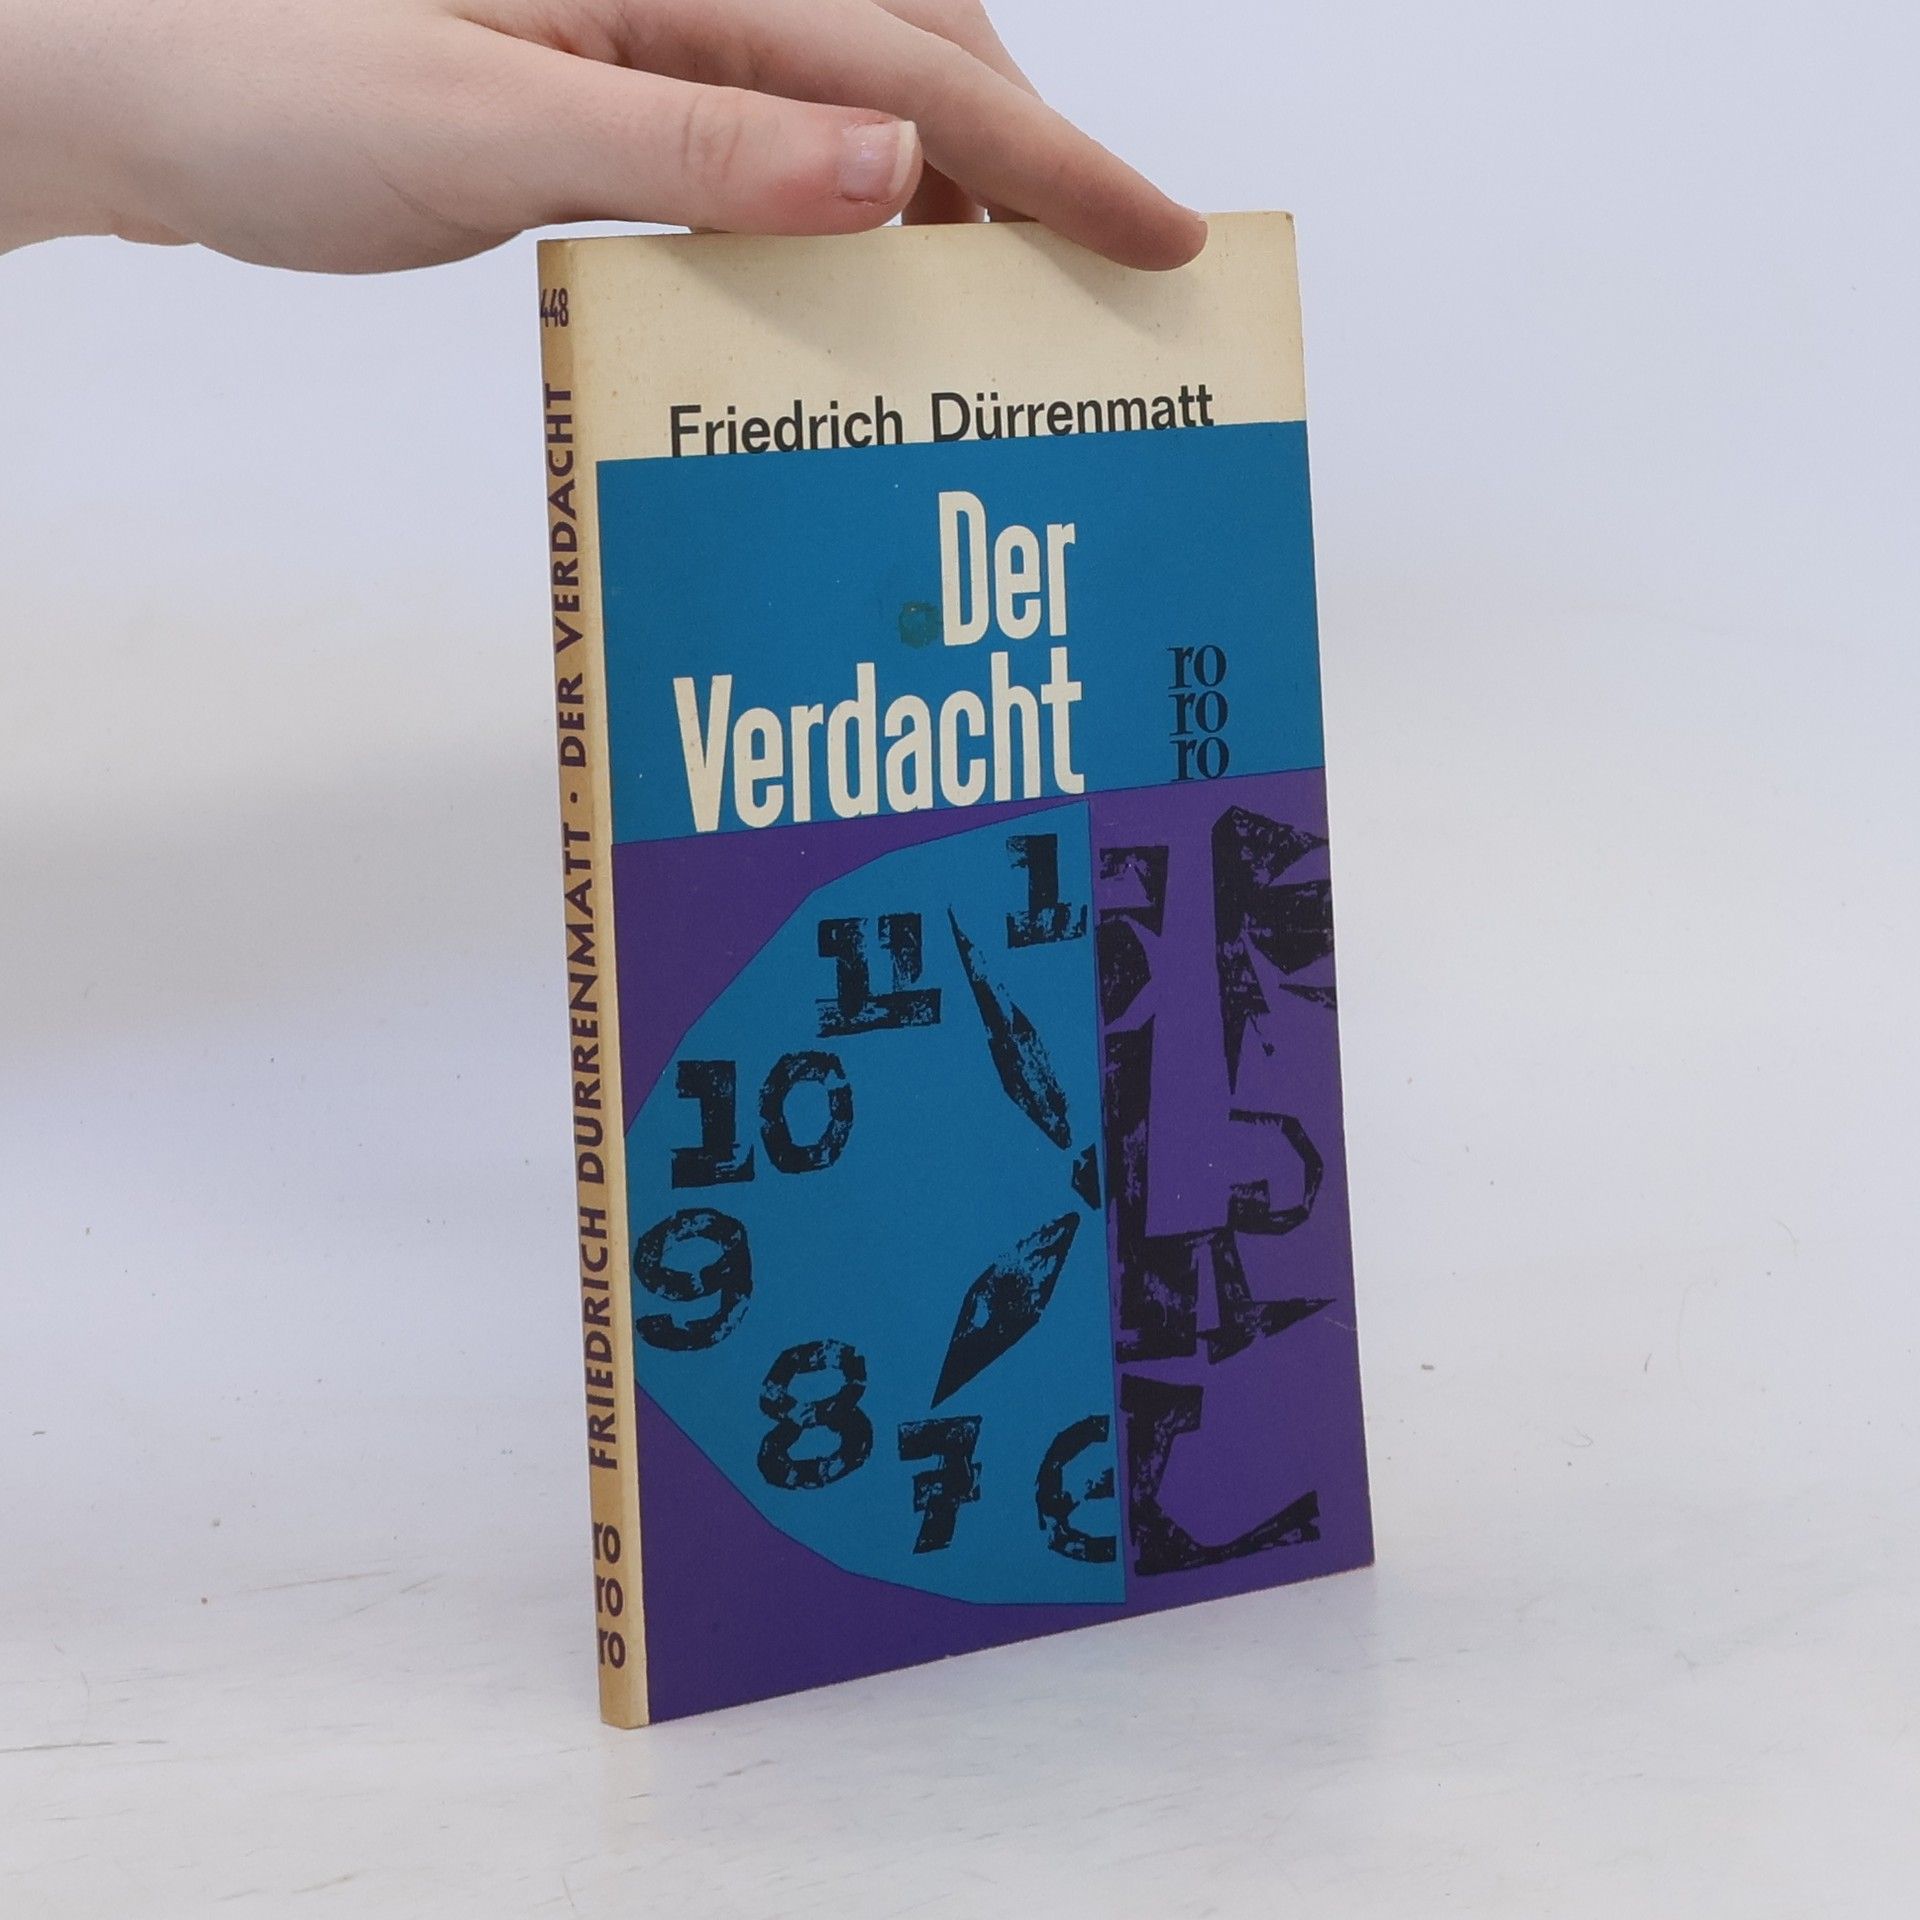 448
FRIEDRICH DÜRRENMATT · DER VERDACHT
ro
ro
ro
Friedrich Dürrenmatt
Der
Verdacht
ro
ro
ro
11
1
10
9
8
7